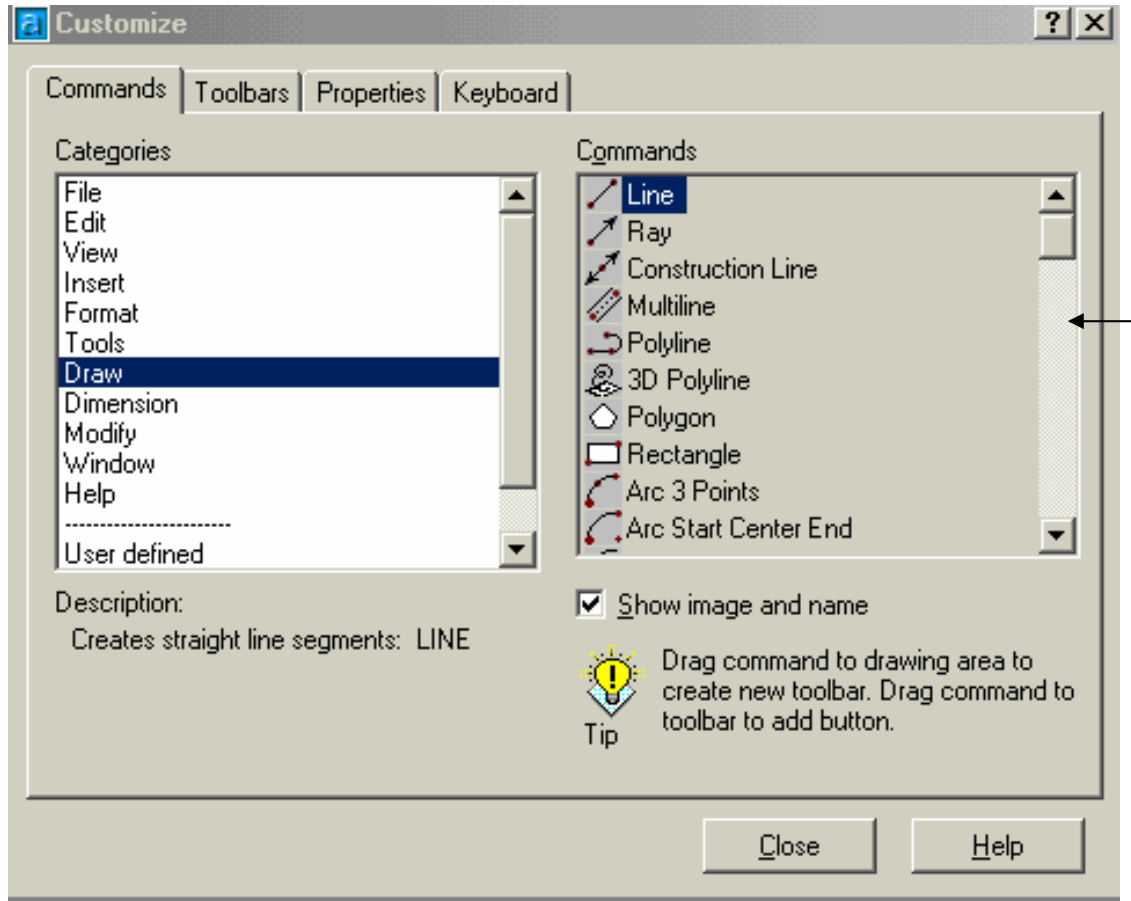 Customize
Commands
Toolbars
Properties
Keyboard
Categories
File
Edit
View
Insert
Format
Tools
Draw
Dimension
Modify
Window
Help
-----------------------
User defined
Description:
Creates straight line segments: LINE
Commands
Line
Ray
Construction Line
Multiline
Polyline
3D Polyline
Polygon
Rectangle
Arc 3 Points
Arc Start Center End
Show image and name
Tip
Drag command to drawing area to
create new toolbar. Drag command to
toolbar to add button.
Close
Help